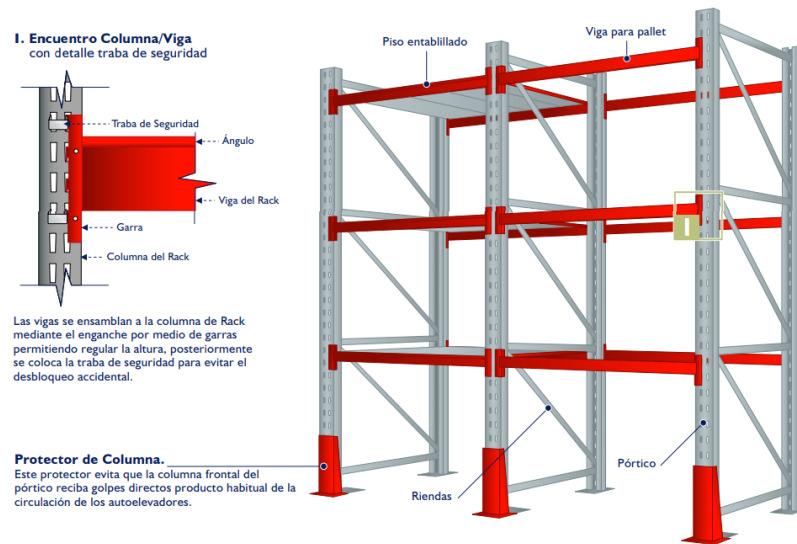 1. Encuentro Columna/Viga
con detalle traba de seguridad
Traba de Seguridad
Ángulo
Viga del Rack
Garra
Columna del Rack
Las vigas se ensamblan a la columna de Rack
mediante el enganche por medio de garras
permitiendo regular la altura, posteriormente
se coloca la traba de seguridad para evitar el
desbloqueo accidental.
Protector de Columna.
Este protector evita que la columna frontal del
pórtico reciba golpes directos producto habitual de la
circulación de los autoelevadores.
Piso entablillado
Viga para pallet
1
Riendas
Pórtico